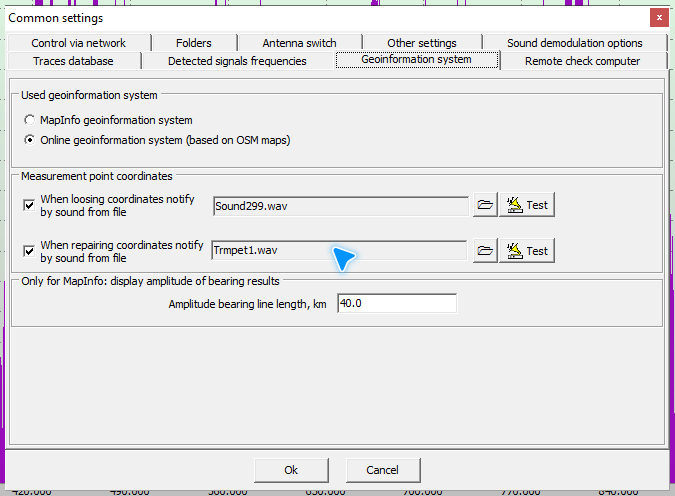 Common settings
x
Control via network
Folders
Antenna switch
Other settings
Sound demodulation options
Traces database
Detected signals frequencies
Geoinformation system
Remote check computer
Used geoinformation system
MapInfo geoinformation system
Online geoinformation system (based on OSM maps)
Measurement point coordinates
When loosing coordinates notify
by sound from file
Sound299.wav
Test
When repairing coordinates notify
by sound from file
Trmpet1.wav
Test
Only for MapInfo: display amplitude of bearing results
Amplitude bearing line length, km
40.0
Ok
Cancel
420.000
490.000
560.000
630.000
700.000
770.000
840.000